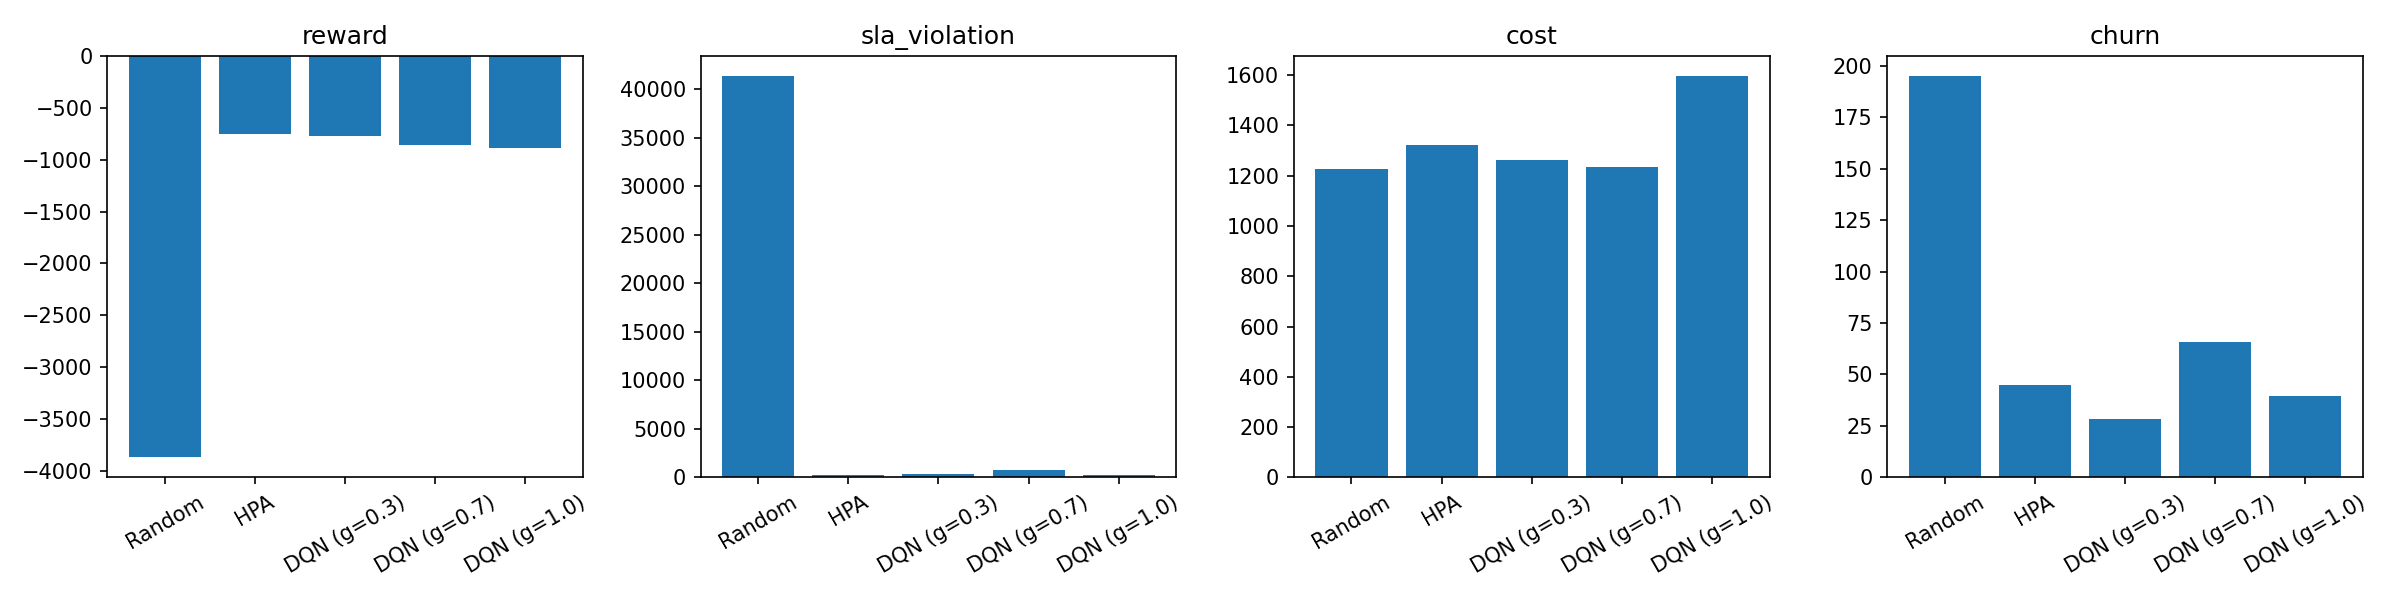 reward
0
−500
−1000
−1500
−2000
−2500
−3000
−3500
−4000
Random
HPA
DQN (g=0.3)
DQN (g=0.7)
DQN (g=1.0)
sla_violation
40000
35000
30000
25000
20000
15000
10000
5000
0
Random
HPA
DQN (g=0.3)
DQN (g=0.7)
DQN (g=1.0)
cost
1600
1400
1200
1000
800
600
400
200
0
Random
HPA
DQN (g=0.3)
DQN (g=0.7)
DQN (g=1.0)
churn
200
175
150
125
100
75
50
25
0
Random
HPA
DQN (g=0.3)
DQN (g=0.7)
DQN (g=1.0)